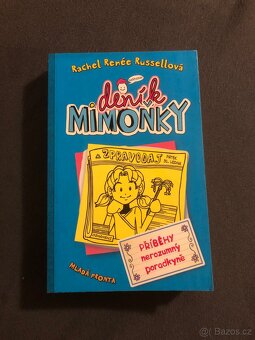 Rachel Renée Russellová
deník
MIMONKY
ZPRAVODAJ
PŘÍBĚHY
nerozumný
poradkyně
MLADÁ FRONTA
Bazos.cz